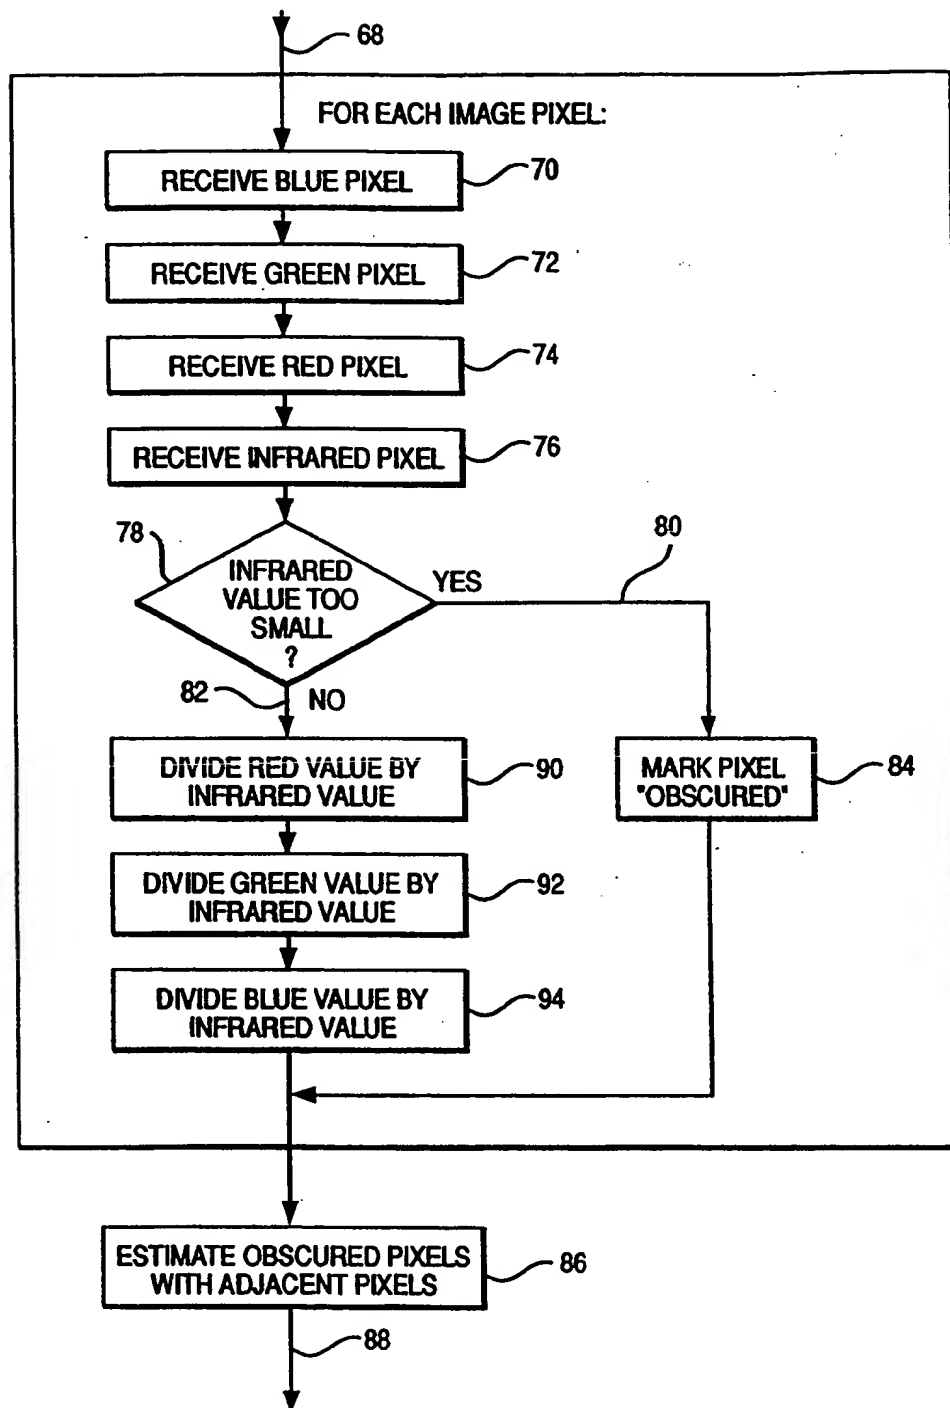 68
FOR EACH IMAGE PIXEL:
RECEIVE BLUE PIXEL
70
RECEIVE GREEN PIXEL
72
RECEIVE RED PIXEL
74
RECEIVE INFRARED PIXEL
76
78
INFRARED
VALUE TOO
SMALL
?
YES
80
82
NO
DIVIDE RED VALUE BY
INFRARED VALUE
90
MARK PIXEL
"OBSCURED"
84
DIVIDE GREEN VALUE BY
INFRARED VALUE
92
DIVIDE BLUE VALUE BY
INFRARED VALUE
94
ESTIMATE OBSCURED PIXELS
WITH ADJACENT PIXELS
86
88